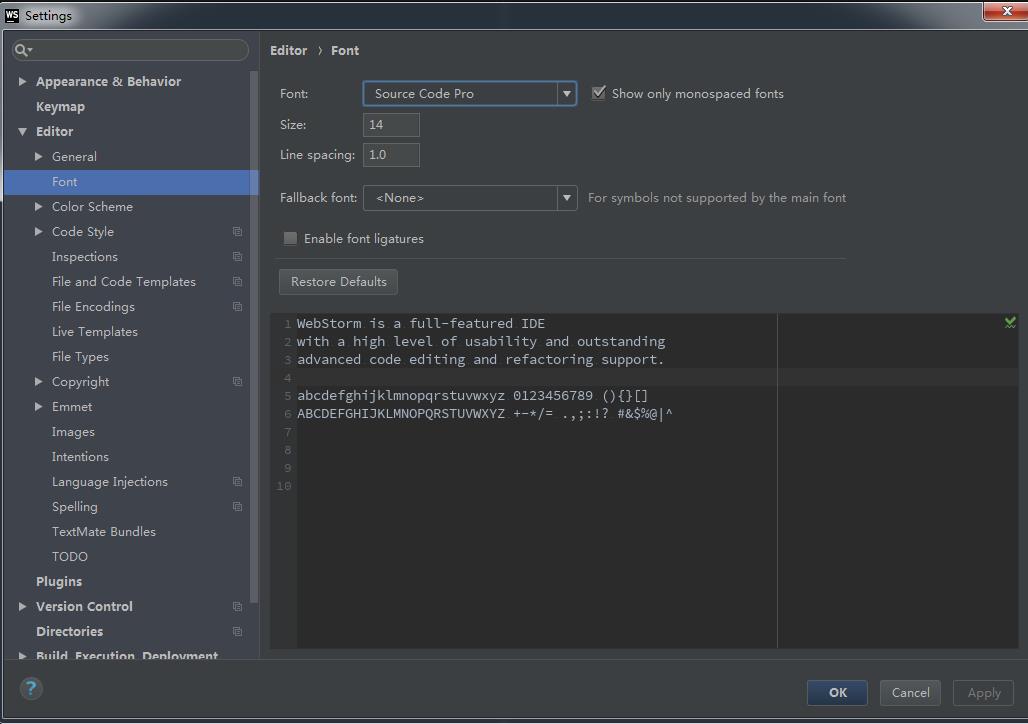 WS Settings
Appearance & Behavior
Keymap
Editor
General
Font
Color Scheme
Code Style
Inspections
File and Code Templates
File Encodings
Live Templates
File Types
Copyright
Emmet
Images
Intentions
Language Injections
Spelling
TextMate Bundles
TODO
Plugins
Version Control
Directories
Build, Execution, Deployment
Editor › Font
Font: Source Code Pro Show only monospaced fonts
Size: 14
Line spacing: 1.0
Fallback font: <None> For symbols not supported by the main font
Enable font ligatures
Restore Defaults
1 WebStorm is a full-featured IDE
2 with a high level of usability and outstanding
3 advanced code editing and refactoring support.
4
5 abcdefghijklmnopqrstuvwxyz 0123456789 (){}[]
6 ABCDEFGHIJKLMNOPQRSTUVWXYZ +-*/= .,;:!? #&$%@|^
7
8
9
10
? OK Cancel Apply